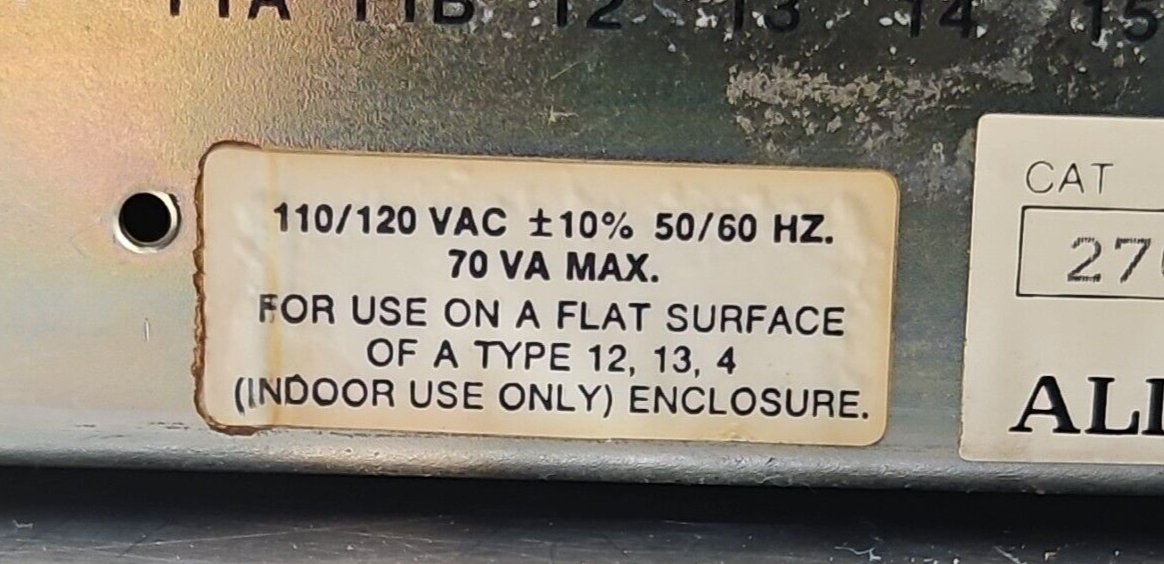 11A 11B 12 13 14 15
110/120 VAC ±10% 50/60 HZ.
70 VA MAX.
FOR USE ON A FLAT SURFACE
OF A TYPE 12, 13, 4
(INDOOR USE ONLY) ENCLOSURE.
CAT
27